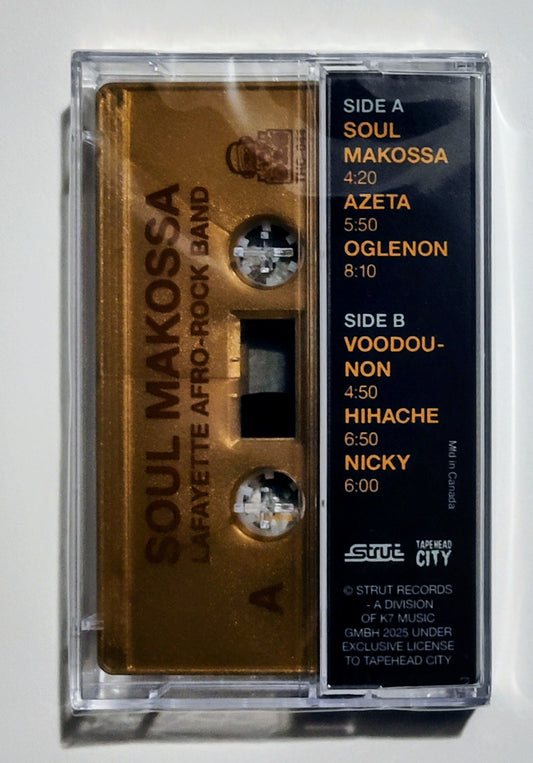 SOUL MAKOSSA
LAFAYETTE AFRO-ROCK BAND
A
SIDE A
SOUL
MAKOSSA
4:20
AZETA
5:50
OGLENON
8:10
SIDE B
VOODOU-
NON
4:50
HIHACHE
6:50
NICKY
6:00
Mfd in Canada
Strut
TAPEHEAD
CITY
© STRUT RECORDS
- A DIVISION
OF K7 MUSIC
GMBH 2025 UNDER
EXCLUSIVE LICENSE
TO TAPEHEAD CITY